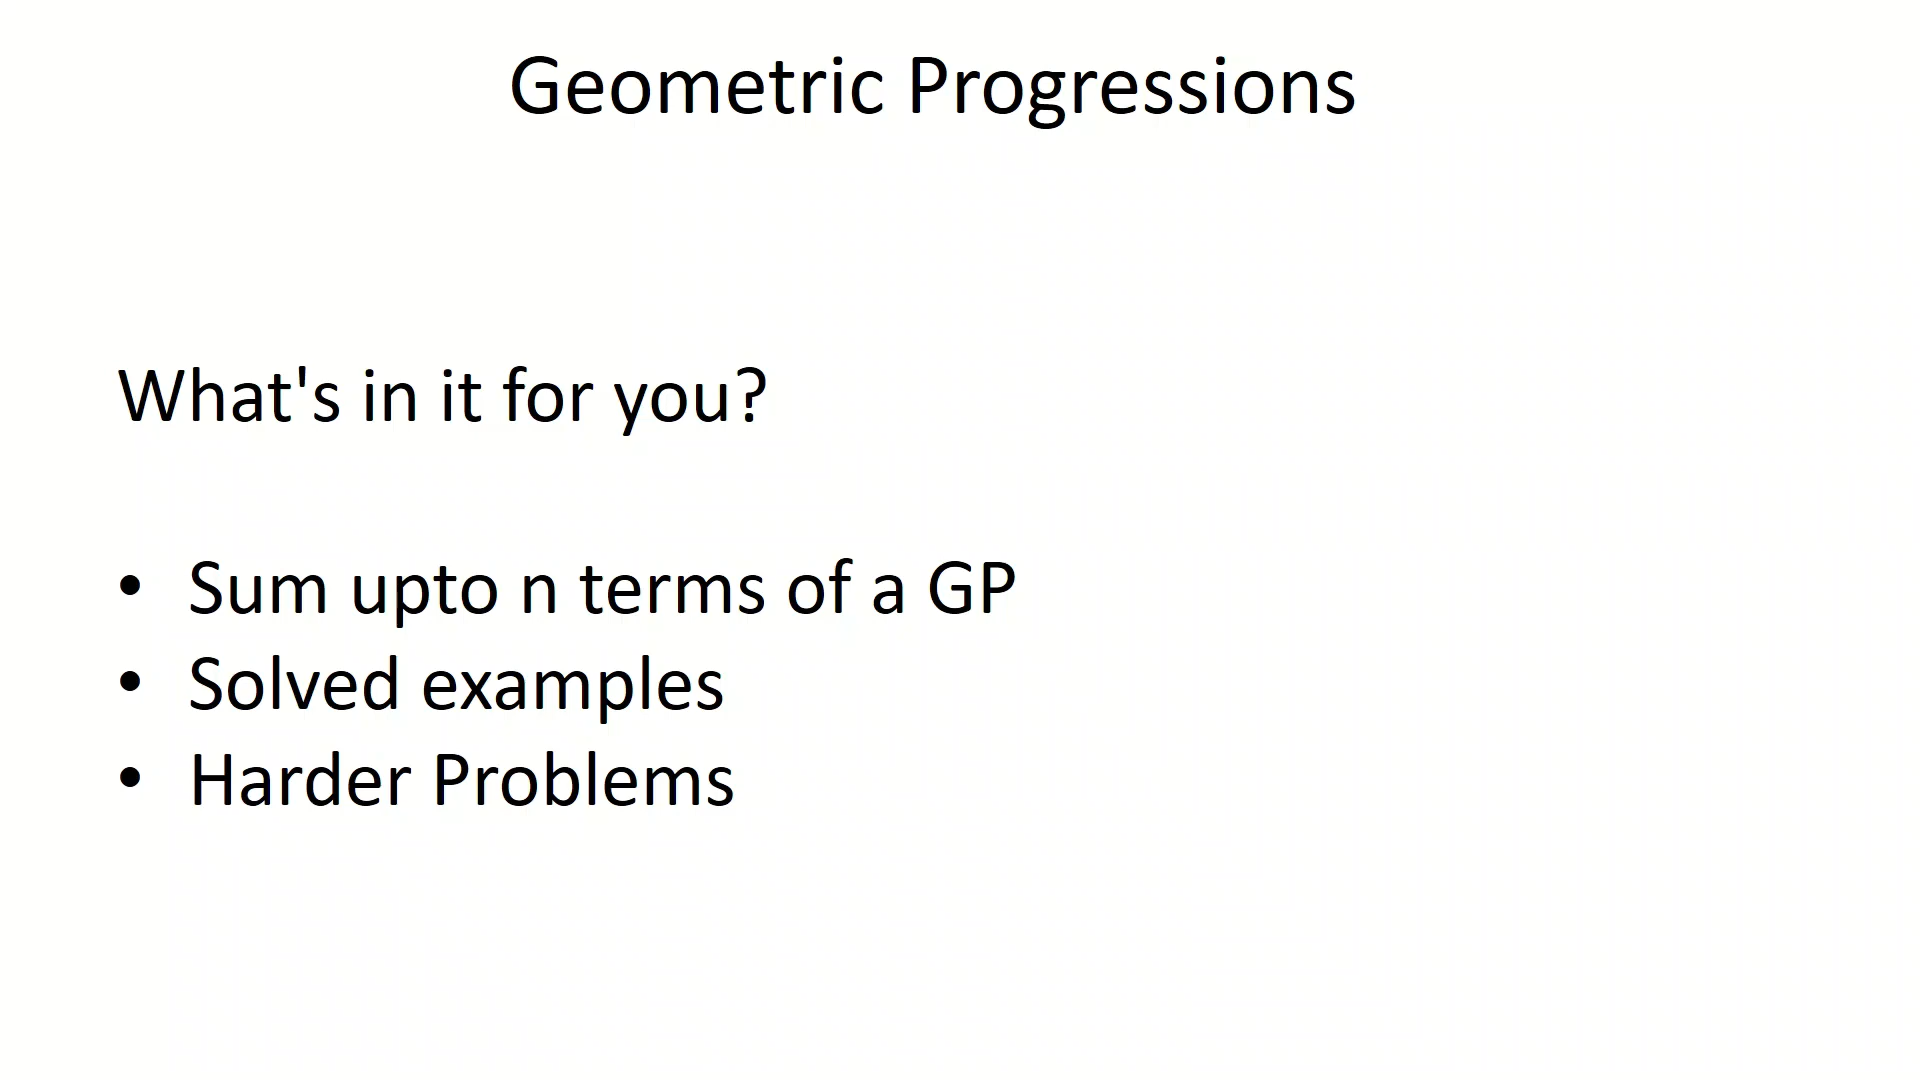 Geometric Progressions
What's in it for you?
• Sum upto n terms of a GP
• Solved examples
• Harder Problems